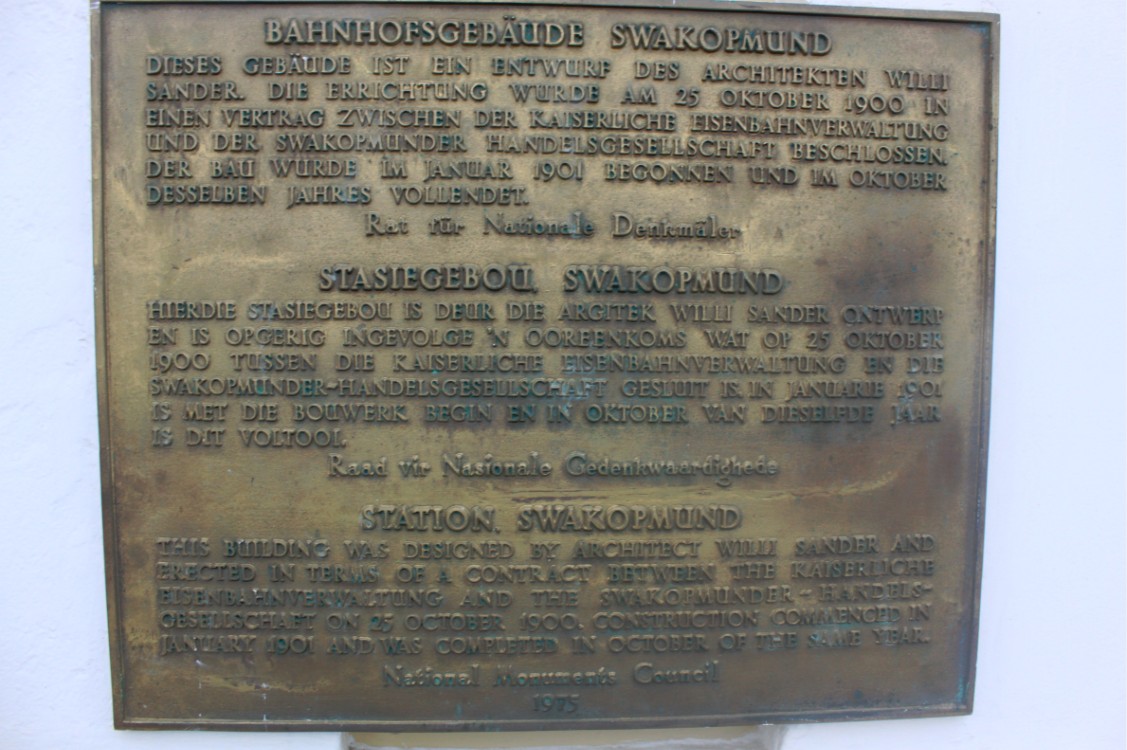 BAHNHOFSGEBÄUDE SWAKOPMUND
DIESES GEBÄUDE IST EIN ENTWURF DES ARCHITEKTEN WILLI
SANDER. DIE ERRICHTUNG WURDE AM 25 OKTOBER 1900 IN
EINEN VERTRAG ZWISCHEN DER KAISERLICHE EISENBAHNVERWALTUNG
UND DER SWAKOPMUNDER HANDELSGESELLSCHAFT BESCHLOSSEN.
DER BAU WURDE IM JANUAR 1901 BEGONNEN UND IM OKTOBER
DESSELBEN JAHRES VOLLENDET.
Rat für Nationale Denkmäler
STASIEGEBOU, SWAKOPMUND
HIERDIE STASIEGEBOU IS DEUR DIE ARGITEK WILLI SANDER ONTWERP
EN IS OPGERIG INGEVOLGE 'N OOREENKOMS WAT OP 25 OKTOBER
1900 TUSSEN DIE KAISERLICHE EISENBAHNVERWALTUNG EN DIE
SWAKOPMUNDER-HANDELSGESELLSCHAFT GESLUIT IS. IN JANUARIE 1901
IS MET DIE BOUWERK BEGIN EN IN OKTOBER VAN DIESELFDE JAAR
IS DIT VOLTOOI.
Raad vir Nasionale Gedenkwaardighede
STATION, SWAKOPMUND
THIS BUILDING WAS DESIGNED BY ARCHITECT WILLI SANDER AND
ERECTED IN TERMS OF A CONTRACT BETWEEN THE KAISERLICHE
EISENBAHNVERWALTUNG AND THE SWAKOPMUNDER-HANDELS-
GESELLSCHAFT ON 25 OCTOBER 1900. CONSTRUCTION COMMENCED IN
JANUARY 1901 AND WAS COMPLETED IN OCTOBER OF THE SAME YEAR.
National Monuments Council
1975